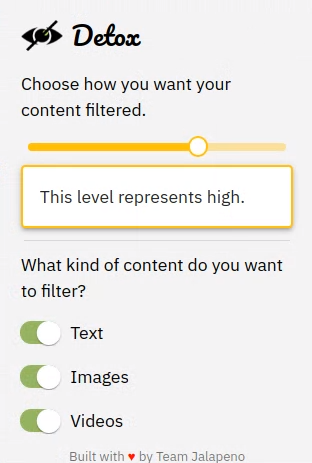 Detox
Choose how you want your
content filtered.
This level represents high.
What kind of content do you want
to filter?
Text
Images
Videos
Built with ♥ by Team Jalapeno